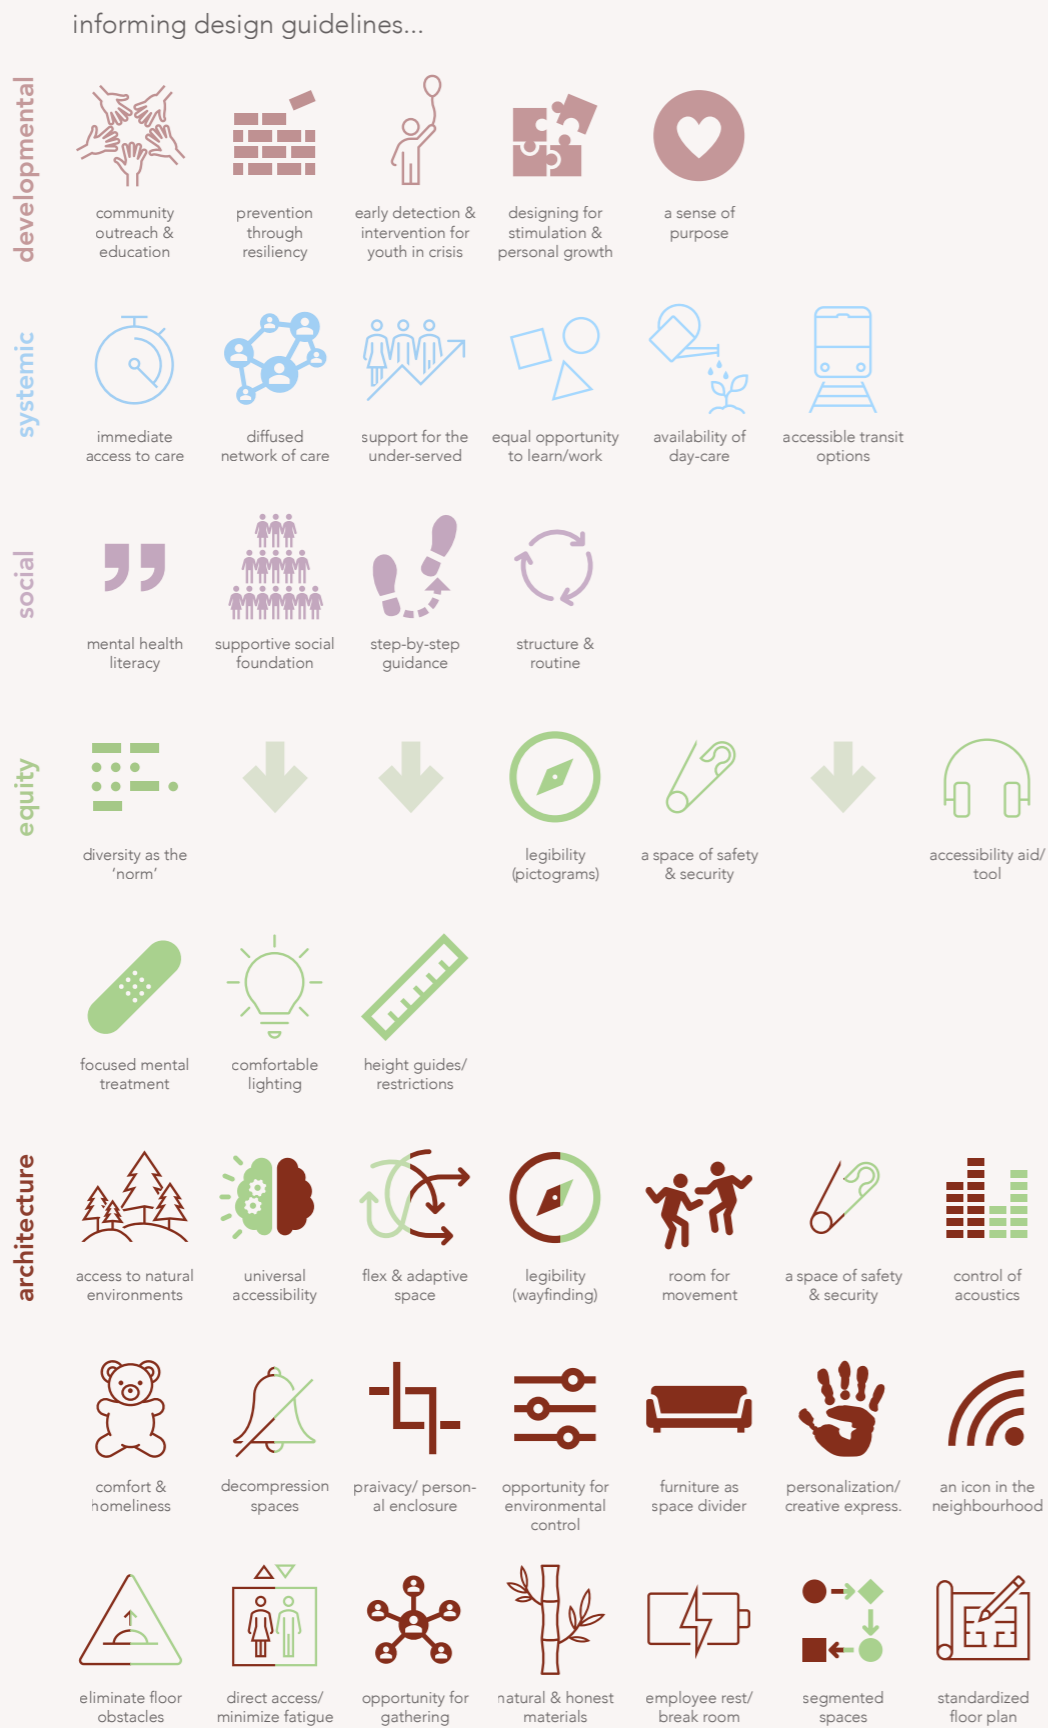 informing design guidelines...
developmental
community
outreach &
education
prevention
through
resiliency
early detection &
intervention for
youth in crisis
designing for
stimulation &
personal growth
a sense of
purpose
systemic
immediate
access to care
diffused
network of care
support for the
under-served
equal opportunity
to learn/work
availability of
day-care
accessible transit
options
social
mental health
literacy
supportive social
foundation
step-by-step
guidance
structure &
routine
equity
diversity as the
'norm'
legibility
(pictograms)
a space of safety
& security
accessibility aid/
tool
focused mental
treatment
comfortable
lighting
height guides/
restrictions
architecture
access to natural
environments
universal
accessibility
flex & adaptive
space
legibility
(wayfinding)
room for
movement
a space of safety
& security
control of
acoustics
comfort &
homeliness
decompression
spaces
praivacy/ person-
al enclosure
opportunity for
environmental
control
furniture as
space divider
personalization/
creative express.
an icon in the
neighbourhood
eliminate floor
obstacles
direct access/
minimize fatigue
opportunity for
gathering
natural & honest
materials
employee rest/
break room
segmented
spaces
standardized
floor plan